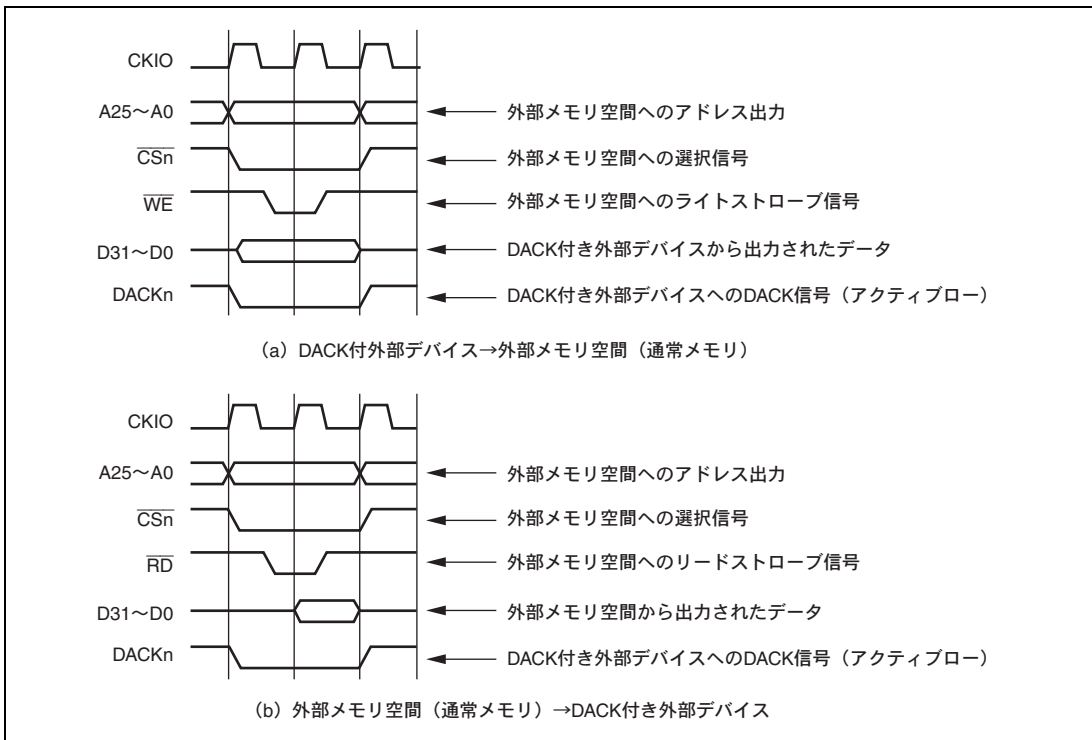 CKIO
A25～A0 外部メモリ空間へのアドレス出力
CSn 外部メモリ空間への選択信号
WE 外部メモリ空間へのライトストローブ信号
D31～D0 DACK付き外部デバイスから出力されたデータ
DACKn DACK付き外部デバイスへのDACK信号（アクティブロー）
（a）DACK付外部デバイス→外部メモリ空間（通常メモリ）
CKIO
A25～A0 外部メモリ空間へのアドレス出力
CSn 外部メモリ空間への選択信号
RD 外部メモリ空間へのリードストローブ信号
D31～D0 外部メモリ空間から出力されたデータ
DACKn DACK付き外部デバイスへのDACK信号（アクティブロー）
（b）外部メモリ空間（通常メモリ）→DACK付き外部デバイス